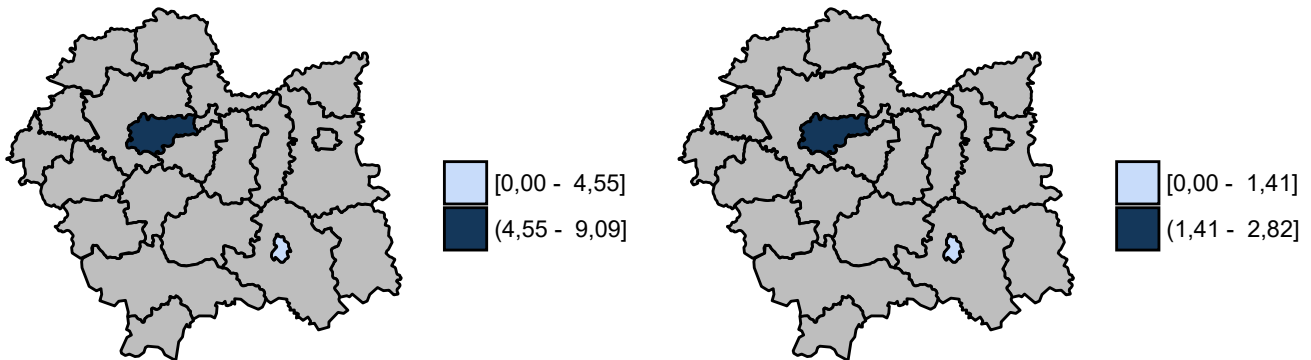 [0,00 - 4,55]
(4,55 - 9,09]
[0,00 - 1,41]
(1,41 - 2,82]